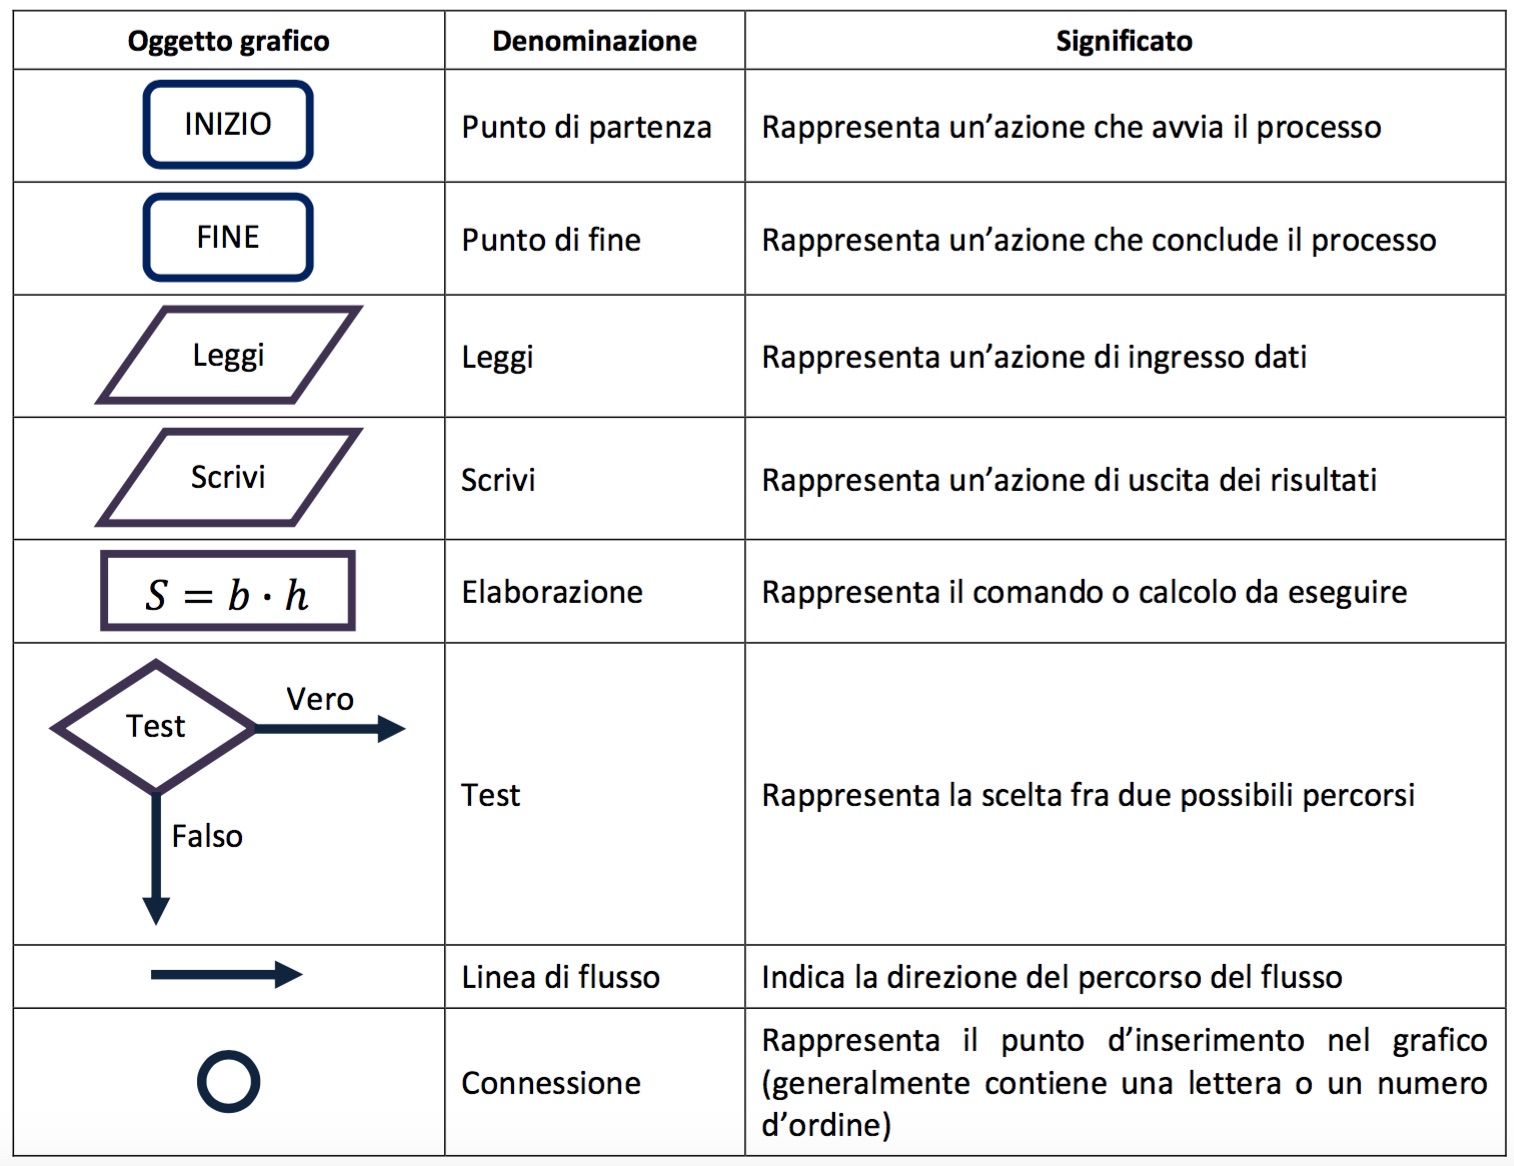 Oggetto grafico Denominazione Significato
INIZIO Punto di partenza Rappresenta un’azione che avvia il processo
FINE Punto di fine Rappresenta un’azione che conclude il processo
Leggi Leggi Rappresenta un’azione di ingresso dati
Scrivi Scrivi Rappresenta un’azione di uscita dei risultati
S = b · h Elaborazione Rappresenta il comando o calcolo da eseguire
Vero
Test
Falso
Test Rappresenta la scelta fra due possibili percorsi
Linea di flusso Indica la direzione del percorso del flusso
Connessione
Rappresenta il punto d’inserimento nel grafico
(generalmente contiene una lettera o un numero
d’ordine)